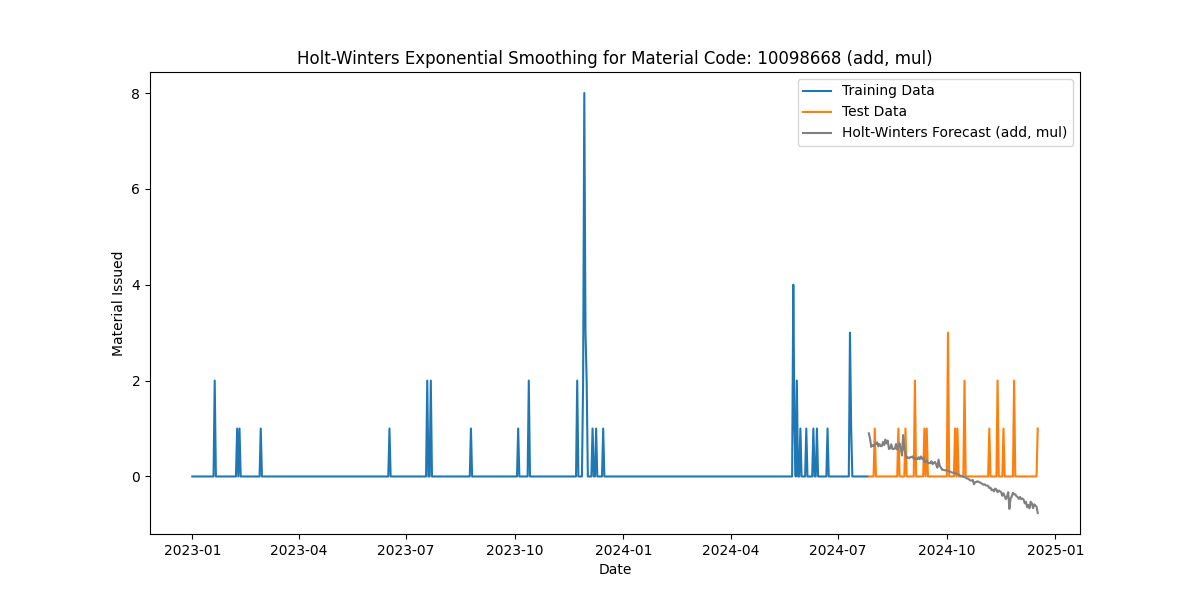 Holt-Winters Exponential Smoothing for Material Code: 10098668 (add, mul)
Training Data
Test Data
Holt-Winters Forecast (add, mul)
Material Issued
8
6
4
2
0
2023-01 2023-04 2023-07 2023-10 2024-01 2024-04 2024-07 2024-10 2025-01
Date